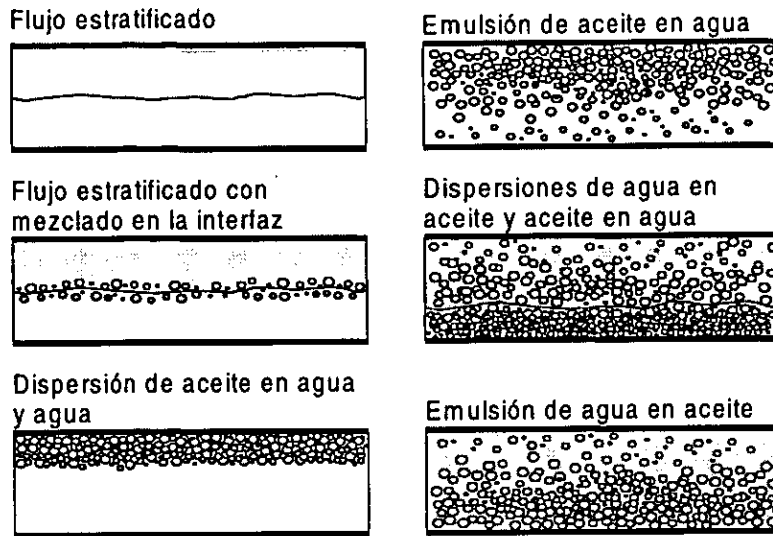 Flujo estratificado
Emulsión de aceite en agua
Flujo estratificado con
mezclado en la interfaz
Dispersiones de agua en
aceite y aceite en agua
Dispersión de aceite en agua
y agua
Emulsión de agua en aceite